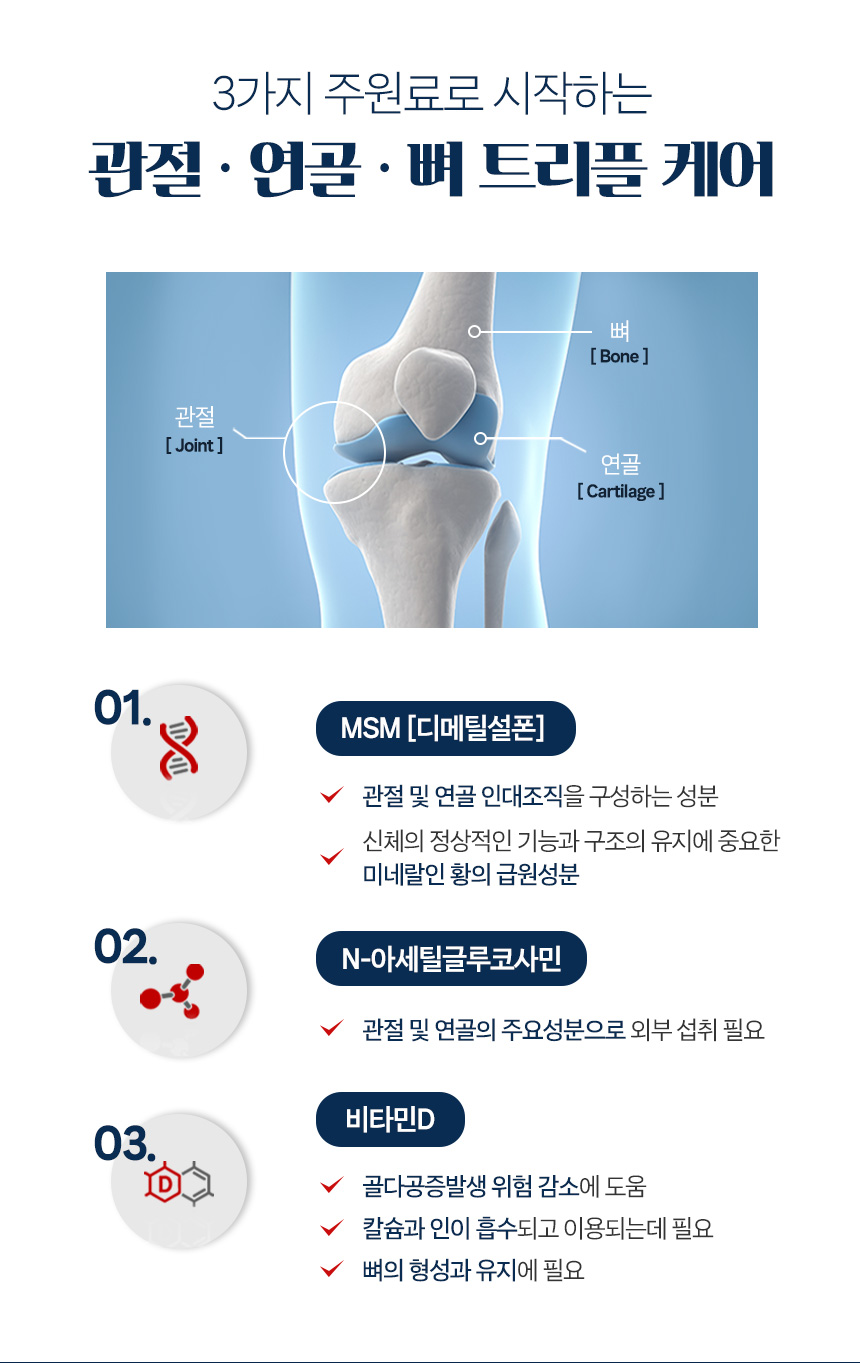 3가지 주원료로 시작하는
관절 · 연골 · 뼈 트리플 케어
뼈
[ Bone ]
관절
[ Joint ]
연골
[ Cartilage ]
01.
MSM [디메틸설폰]
관절 및 연골 인대조직을 구성하는 성분
신체의 정상적인 기능과 구조의 유지에 중요한
미네랄인 황의 급원성분
02.
N-아세틸글루코사민
관절 및 연골의 주요성분으로 외부 섭취 필요
03.
D
비타민D
골다공증발생 위험 감소에 도움
칼슘과 인이 흡수되고 이용되는데 필요
뼈의 형성과 유지에 필요